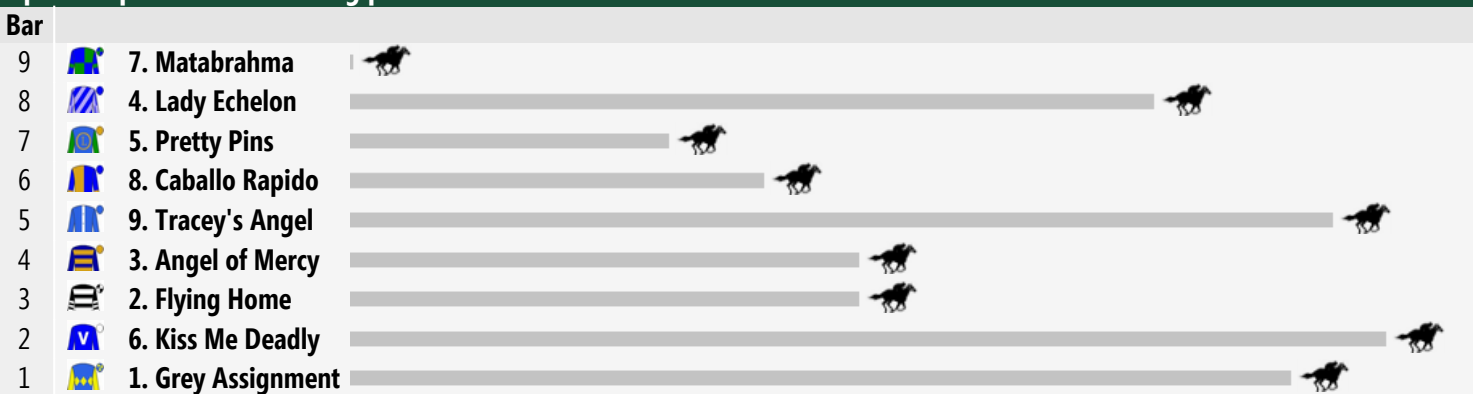 Bar
9 7. Matabrahma
8 4. Lady Echelon
7 5. Pretty Pins
6 8. Caballo Rapido
5 9. Tracey's Angel
4 3. Angel of Mercy
3 2. Flying Home
2 V 6. Kiss Me Deadly
1 1. Grey Assignment